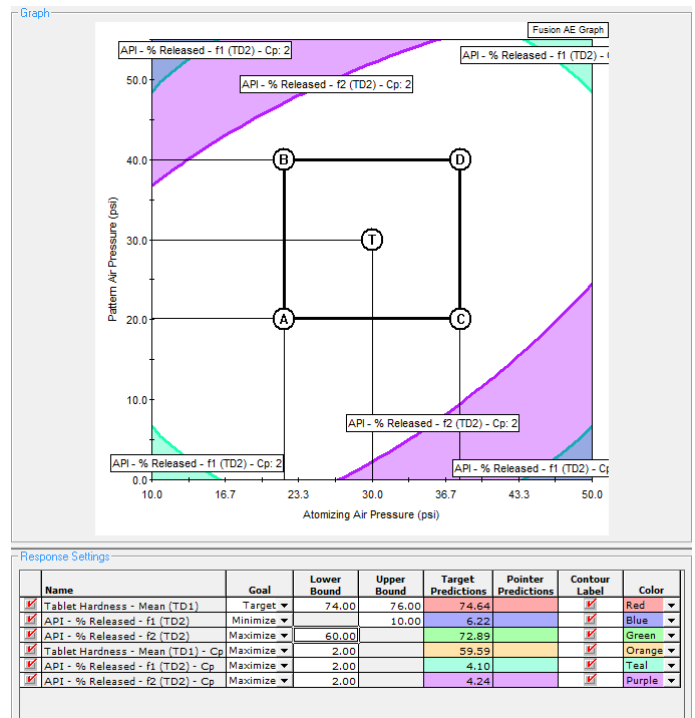 Graph
Fusion AE Graph
API - % Released - f1 (TD2) - Cp: 2
API - % Released - f1 (TD2) - (
API - % Released - f2 (TD2) - Cp: 2
50.0
40.0
30.0
20.0
10.0
0.0
Pattern Air Pressure (psi)
B
D
T
A
C
API - % Released - f2 (TD2) - Cp: 2
API - % Released - f1 (TD2) - Cp: 2
API - % Released - f1 (TD2) - Cp
10.0 16.7 23.3 30.0 36.7 43.3 50.0
Atomizing Air Pressure (psi)
Response Settings
Name Goal Lower Bound Upper Bound Target Predictions Pointer Predictions Contour Label Color
Tablet Hardness - Mean (TD1) Target 74.00 76.00 74.64 Red
API - % Released - f1 (TD2) Minimize 10.00 6.22 Blue
API - % Released - f2 (TD2) Maximize 60.00 72.89 Green
Tablet Hardness - Mean (TD1) - Cp Maximize 2.00 59.59 Orange
API - % Released - f1 (TD2) - Cp Maximize 2.00 4.10 Teal
API - % Released - f2 (TD2) - Cp Maximize 2.00 4.24 Purple